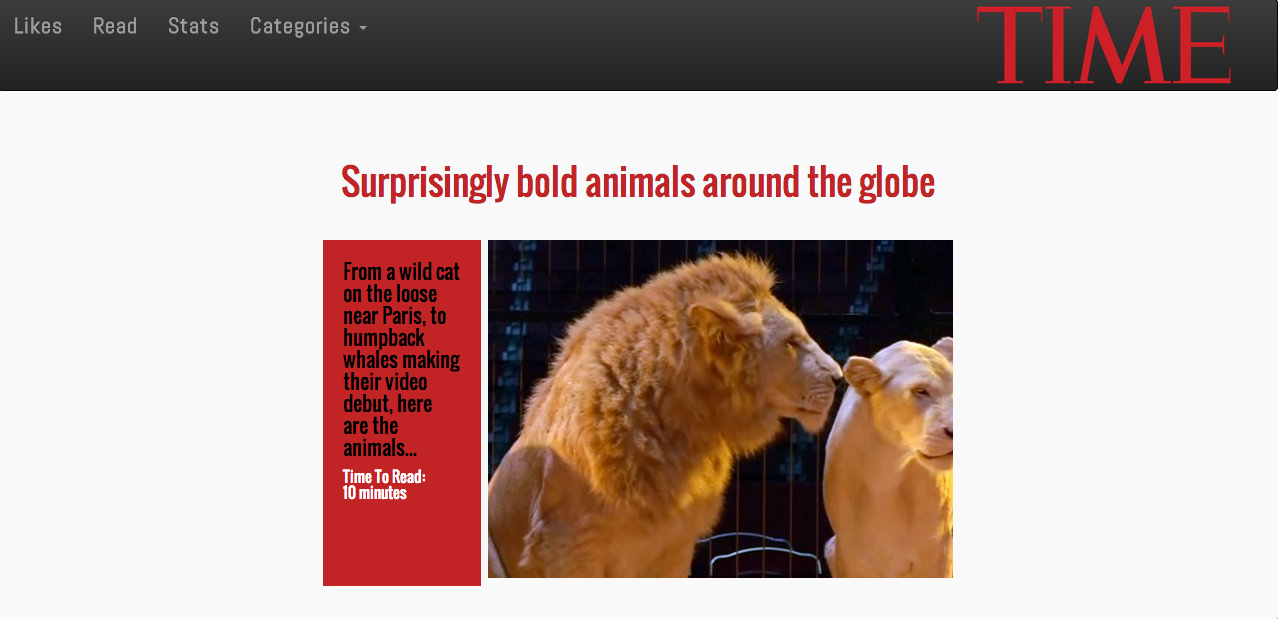 Likes Read Stats Categories
TIME
Surprisingly bold animals around the globe
From a wild cat
on the loose
near Paris, to
humpback
whales making
their video
debut, here
are the
animals...
Time To Read:
10 minutes